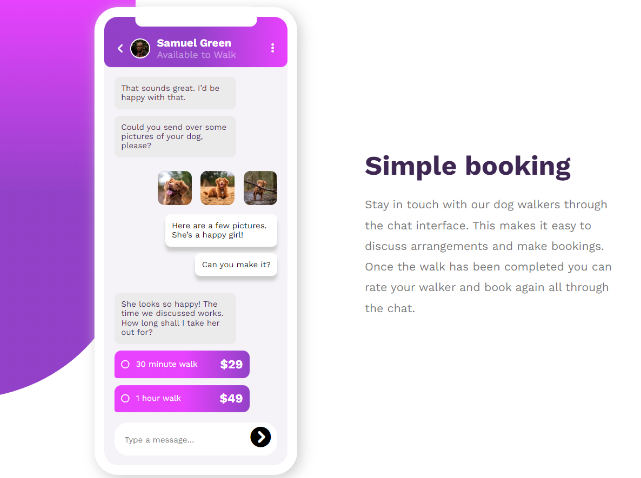 Samuel Green
Available to Walk
That sounds great. I'd be
happy with that.
Could you send over some
pictures of your dog,
please?
Here are a few pictures.
She's a happy girl!
Can you make it?
She looks so happy! The
time we discussed works.
How long shall I take her
out for?
30 minute walk $29
1 hour walk $49
Type a message...
Simple booking
Stay in touch with our dog walkers through
the chat interface. This makes it easy to
discuss arrangements and make bookings.
Once the walk has been completed you can
rate your walker and book again all through
the chat.